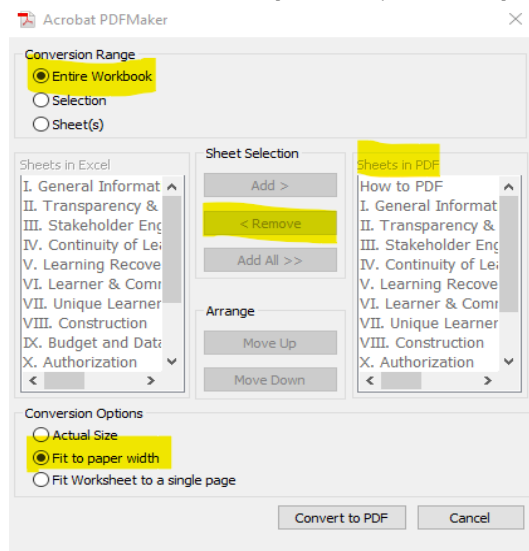 Acrobat PDFMaker
Conversion Range
Entire Workbook
Selection
Sheet(s)
Sheets in Excel
I. General Informat
II. Transparency &
III. Stakeholder Eng
IV. Continuity of Lea
V. Learning Recove
VI. Learner & Comr
VII. Unique Learner
VIII. Construction
IX. Budget and Data
X. Authorization
Sheet Selection
Add >
< Remove
Add All >>
Arrange
Move Up
Move Down
Sheets in PDF
How to PDF
I. General Informat
II. Transparency &
III. Stakeholder Eng
IV. Continuity of Lea
V. Learning Recove
VI. Learner & Comr
VII. Unique Learner
VIII. Construction
X. Authorization
Conversion Options
Actual Size
Fit to paper width
Fit Worksheet to a single page
Convert to PDF
Cancel